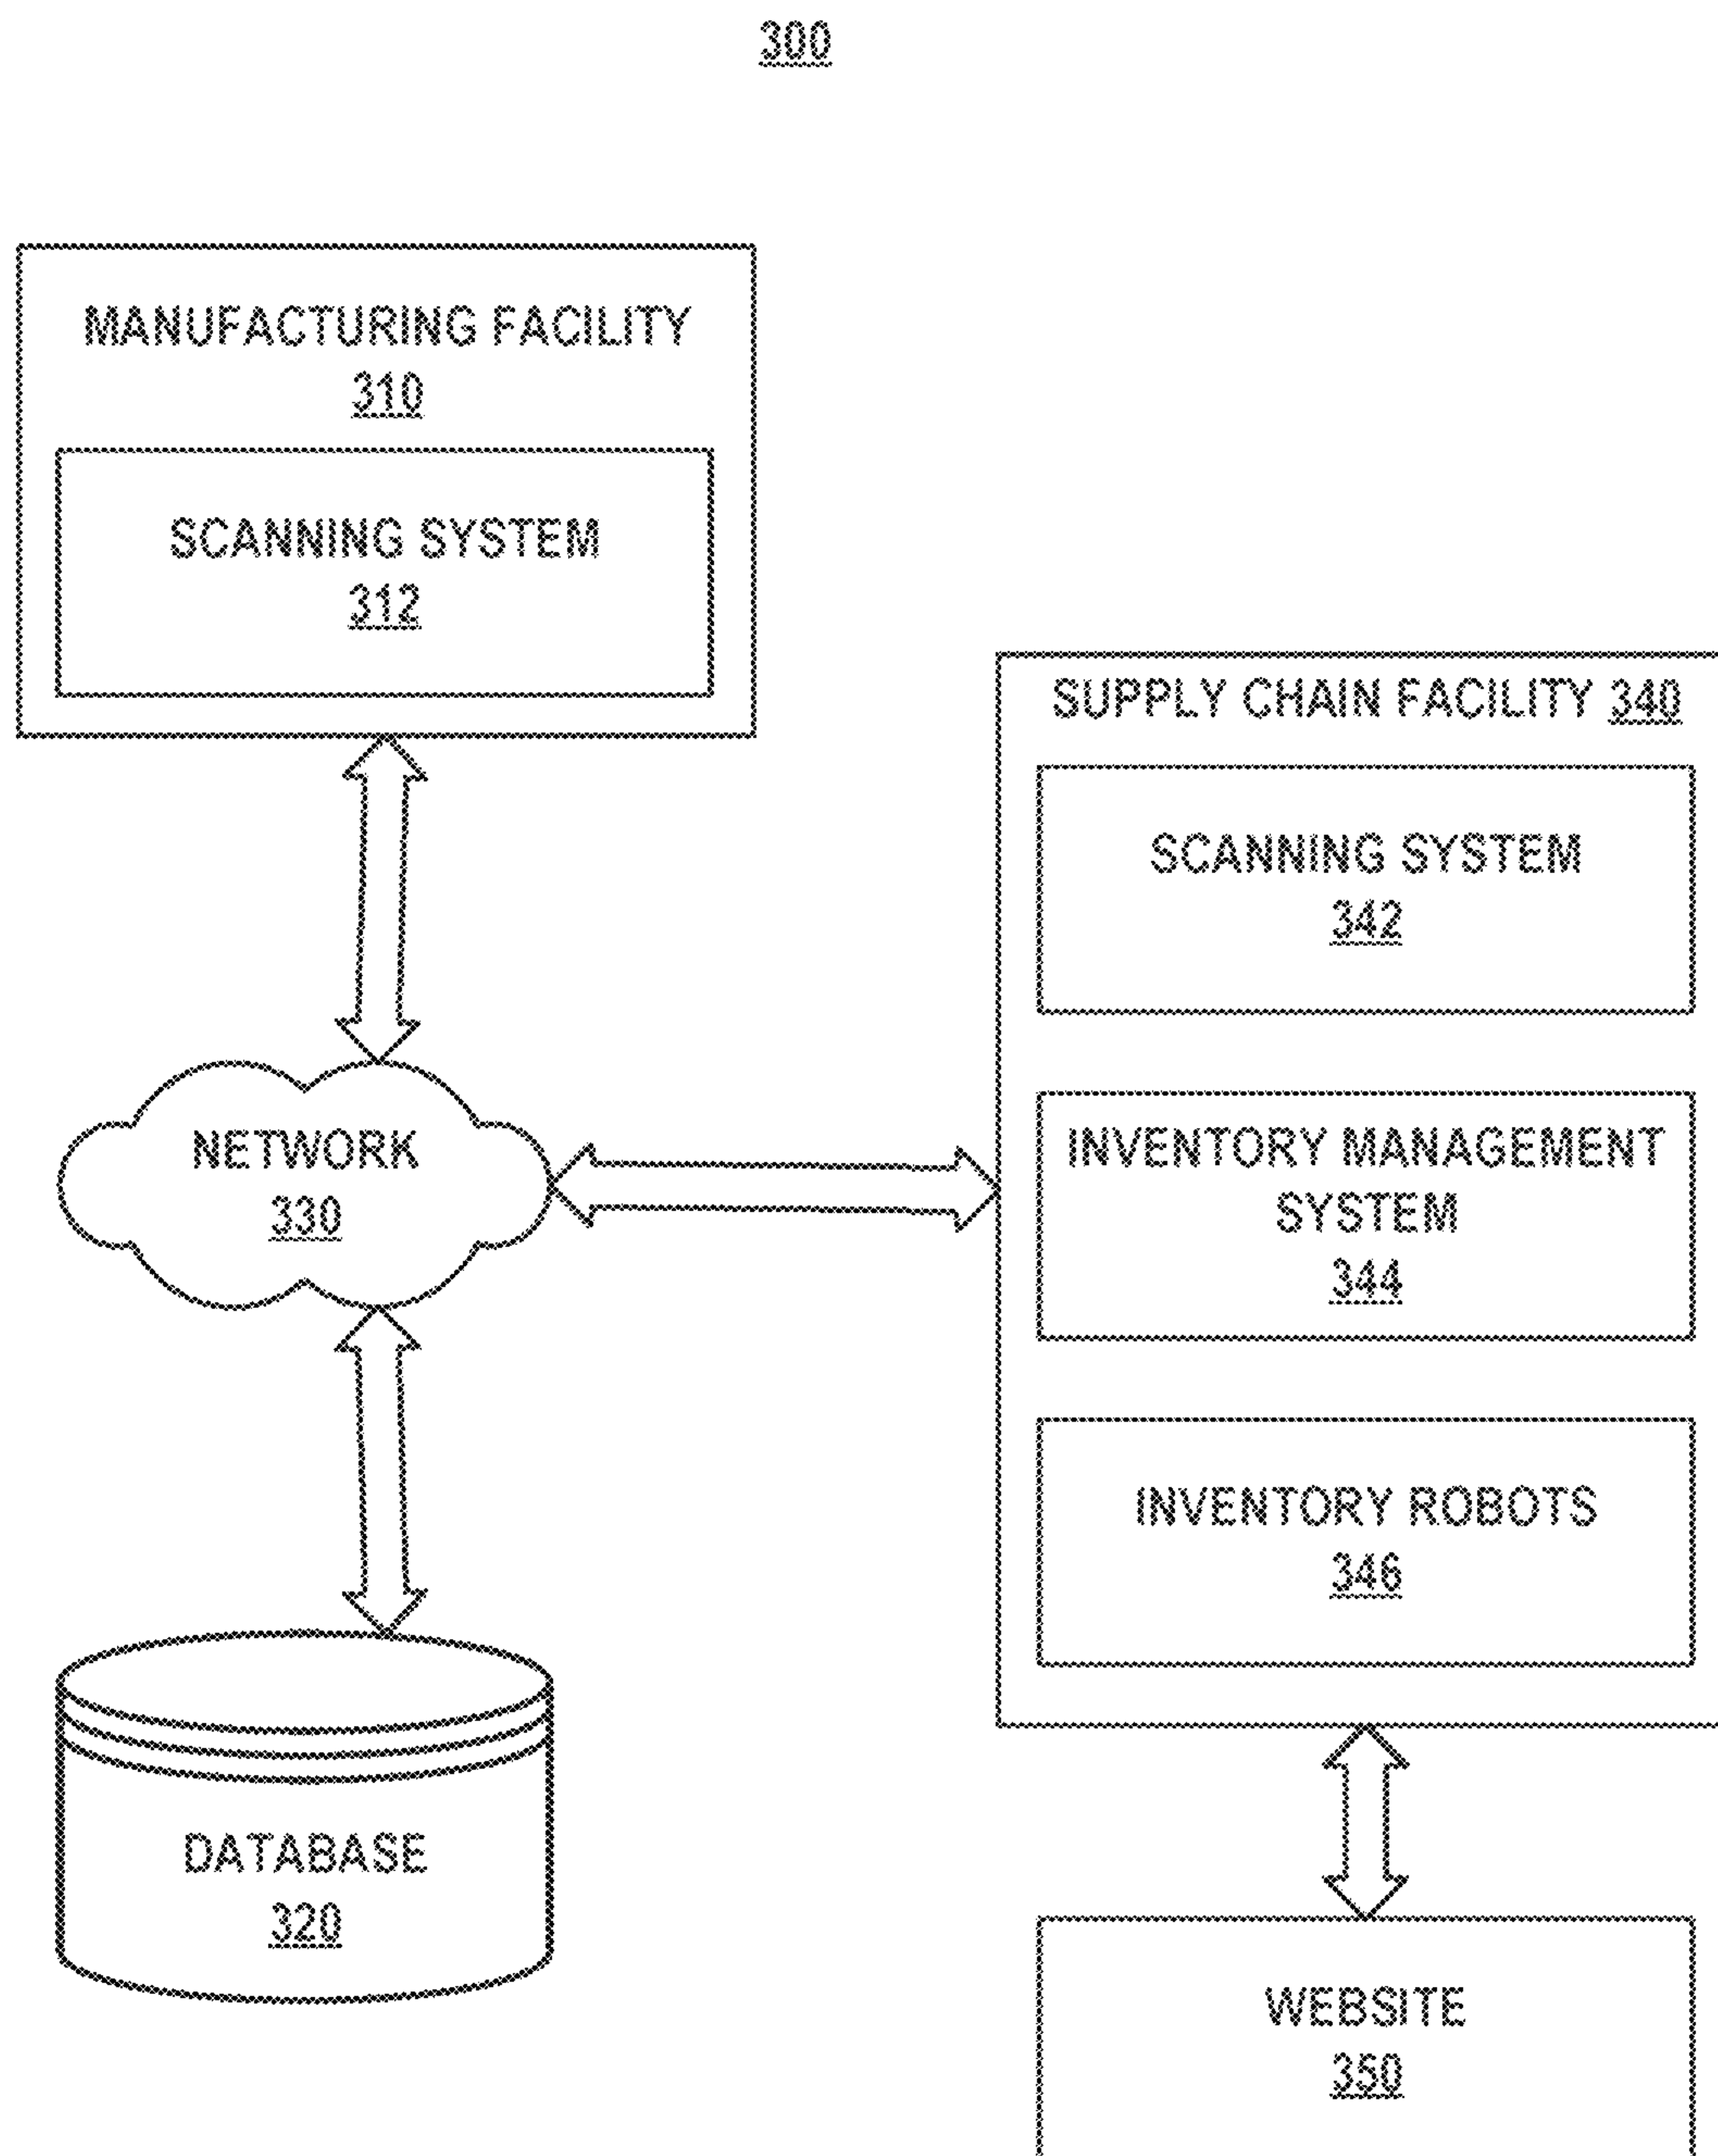 300
MANUFACTURING FACILITY
310
SCANNING SYSTEM
312
SUPPLY CHAIN FACILITY 340
SCANNING SYSTEM
342
INVENTORY MANAGEMENT
SYSTEM
344
INVENTORY ROBOTS
346
NETWORK
330
DATABASE
320
WEBSITE
350